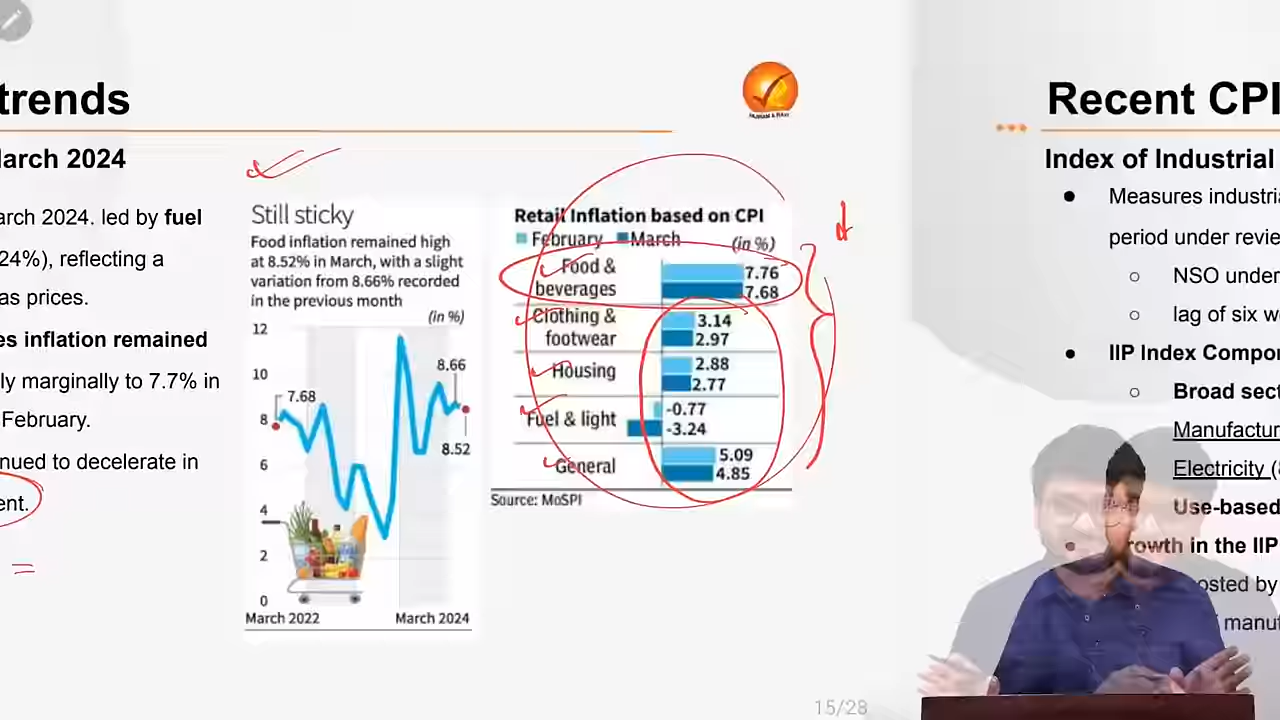 trends
March 2024
arch 2024. led by fuel
24%), reflecting a
as prices.
es inflation remained
ly marginally to 7.7% in
February.
nued to decelerate in
ent.
Still sticky
Food inflation remained high
at 8.52% in March, with a slight
variation from 8.66% recorded
in the previous month
(in %)
12
10
8
6
4
2
0
7.68
8.66
8.52
March 2022
March 2024
Retail Inflation based on CPI
February March (in %)
Food & beverages 7.76 7.68
Clothing & footwear 3.14 2.97
Housing 2.88 2.77
Fuel & light -0.77 -3.24
General 5.09 4.85
Source: MoSPI
15/28
Recent CPI
Index of Industrial
Measures industria
period under revie
NSO under
lag of six we
IIP Index Compon
Broad sect
Manufactur
Electricity (8
Use-based
rowth in the IIP
osted by
manuf